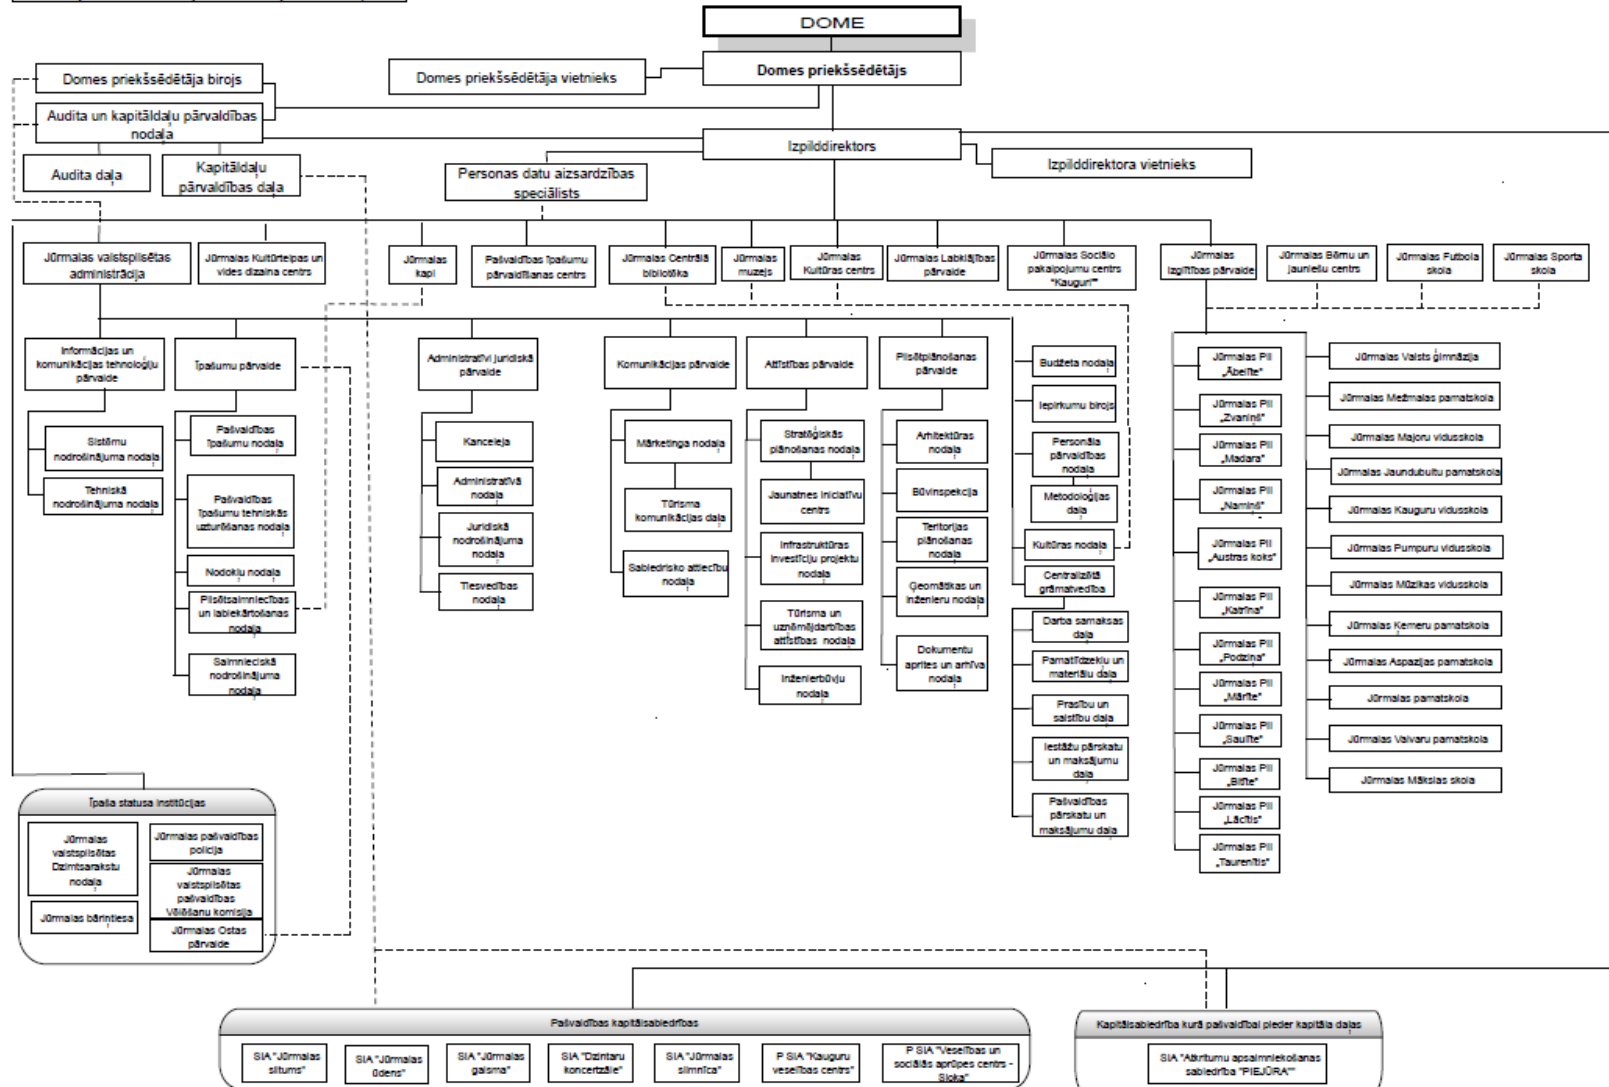 DOME
Domes priekšsēdētājs
Domes priekšsēdētāja vietnieks
Domes priekšsēdētāja birojs
Audita un kapitāldaļu pārvaldības
nodaļa
Audita daļa
Kapitāldaļu
pārvaldības daļa
Izpilddirektors
Izpilddirektora vietnieks
Personas datu aizsardzības
speciālists
Jūrmalas valstspilsētas
administrācija
Jūrmalas Kultūrtelpas un
vides dizaina centrs
Jūrmalas
kapi
Pašvaldības īpašumu
pārvaldīšanas centrs
Jūrmalas Centrālā
bibliotēka
Jūrmalas
muzejs
Jūrmalas
Kultūras centrs
Jūrmalas Labklājības
pārvalde
Jūrmalas Sociālo
pakalpojumu centrs
"Kauguri""
Jūrmalas
Izglītības pārvalde
Jūrmalas Bērnu un
jauniešu centrs
Jūrmalas Futbola
skola
Jūrmalas Sporta
skola
Informācijas un
komunikācijas tehnoloģiju
pārvalde
Sistēmu
nodrošinājuma nodaļa
Tehniskā
nodrošinājuma nodaļa
Īpašumu pārvalde
Pašvaldības
īpašumu nodaļa
Pašvaldības
īpašumu tehniskās
uzturēšanas nodaļa
Nodokļu nodaļa
Pilsētsaimniecības
un labiekārtošanas
nodaļa
Saimnieciskā
nodrošinājuma
nodaļa
Administratīvi juridiskā
pārvalde
Kanceleja
Administratīvā
nodaļa
Juridiskā
nodrošinājuma
nodaļa
Tiesvedības
nodaļa
Komunikācijas pārvalde
Mārketinga nodaļa
Tūrisma
komunikācijas daļa
Sabiedrisko attiecību
nodaļa
Attīstības pārvalde
Stratēģiskās
plānošanas nodaļa
Jaunatnes iniciatīvu
centrs
Infrastruktūras
investīciju projektu
nodaļa
Tūrisma un
uzņēmējdarbības
attīstības nodaļa
Inženierbūvju
nodaļa
Pilsētplānošanas
pārvalde
Arhitektūras
nodaļa
Būvinspekcija
Teritorijas
plānošanas
nodaļa
Ģeomātikas un
inženieru nodaļa
Dokumentu
aprites un arhīva
nodaļa
Budžeta nodaļa
Iepirkumu birojs
Personāla
pārvaldības
nodaļa
Metodoloģijas
daļa
Kultūras nodaļa
Centralizētā
grāmatvedība
Darba samaksas
daļa
Pamatlīdzekļu un
materiālu daļa
Prasību un
saistību daļa
Iestāžu pārskatu
un maksājumu
daļa
Pašvaldības
pārskatu un
maksājumu daļa
Jūrmalas PII
„Ābelīte"
Jūrmalas PII
„Zvaniņš"
Jūrmalas PII
„Madara"
Jūrmalas PII
„Namiņš"
Jūrmalas PII
„Austras koks"
Jūrmalas PII
„Katrīna"
Jūrmalas PII
„Podziņa"
Jūrmalas PII
„Mārīte"
Jūrmalas PII
„Saulīte"
Jūrmalas PII
„Bitīte"
Jūrmalas PII
„Lācītis"
Jūrmalas PII
„Taurenītis"
Jūrmalas Valsts ģimnāzija
Jūrmalas Mežmalas pamatskola
Jūrmalas Majoru vidusskola
Jūrmalas Jaundubultu pamatskola
Jūrmalas Kauguru vidusskola
Jūrmalas Pumpuru vidusskola
Jūrmalas Mūzikas vidusskola
Jūrmalas Ķemeru pamatskola
Jūrmalas Aspazijas pamatskola
Jūrmalas pamatskola
Jūrmalas Vaivaru pamatskola
Jūrmalas Mākslas skola
Īpaša statusa institūcijas
Jūrmalas
valstspilsētas
Dzimtsarakstu
nodaļa
Jūrmalas bāriņtiesa
Jūrmalas pašvaldības
policija
Jūrmalas
valstspilsētas
pašvaldības
Vēlēšanu komisija
Jūrmalas Ostas
pārvalde
Pašvaldības kapitālsabiedrības
SIA "Jūrmalas
siltums"
SIA "Jūrmalas
ūdens"
SIA "Jūrmalas
gaisma"
SIA "Dzintaru
koncertzāle"
SIA "Jūrmalas
slimnīca"
P SIA "Kauguru
veselības centrs"
P SIA "Veselības un
sociālās aprūpes centrs -
Sloka"
Kapitālsabiedrība kurā pašvaldībai pieder kapitāla daļas
SIA "Atkritumu apsaimniekošanas
sabiedrība "PIEJŪRA""